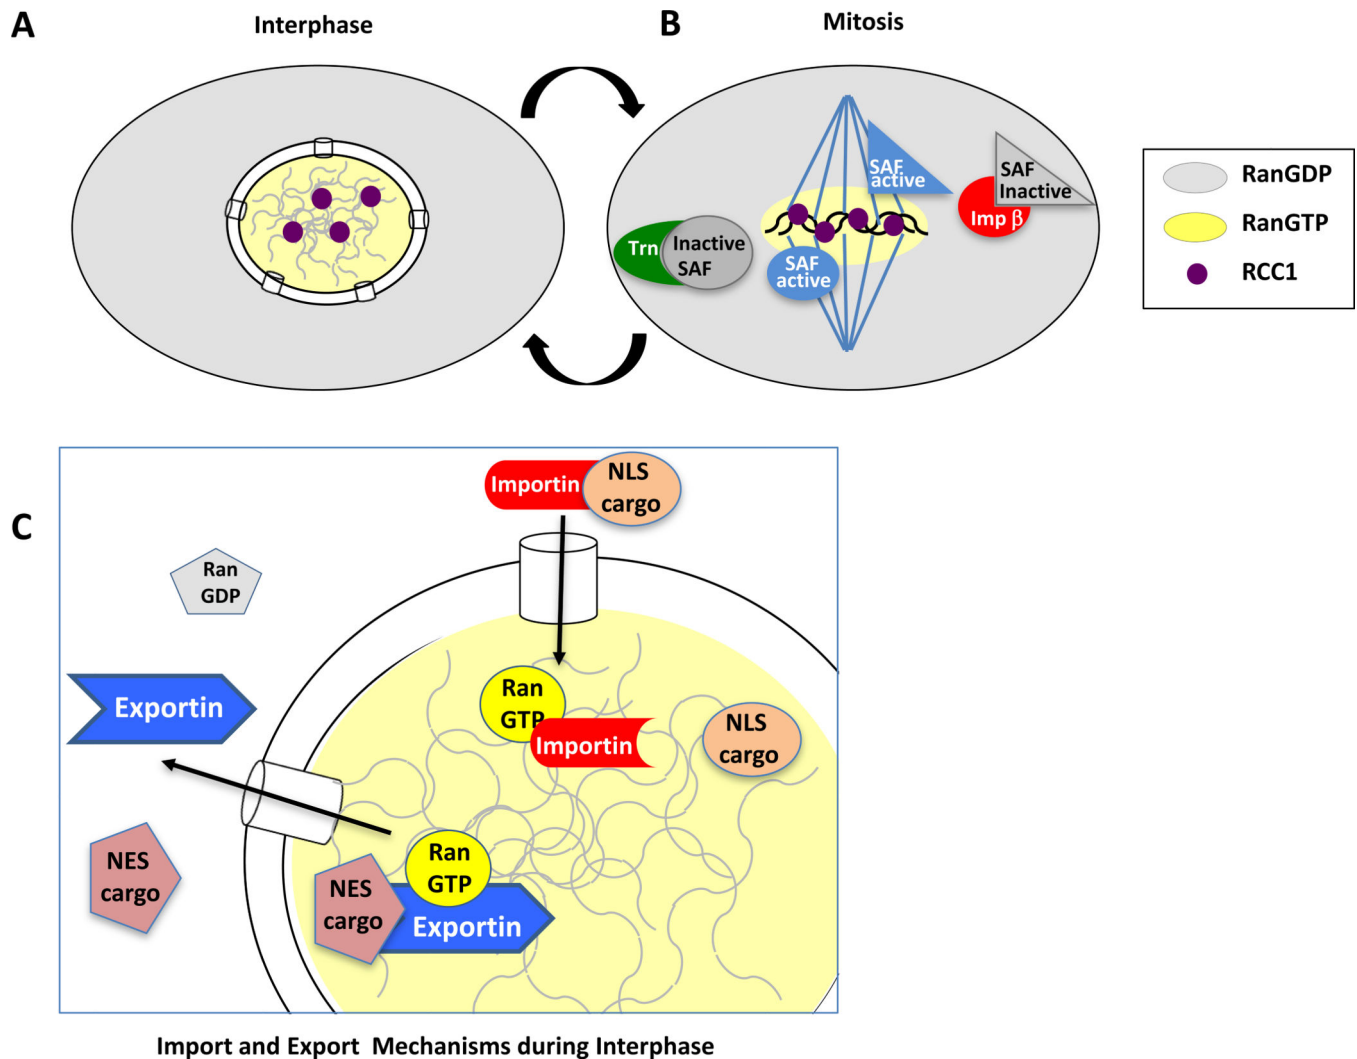 A
Interphase
B
Mitosis
SAF
active
SAF
Inactive
Imp β
Trn
Inactive
SAF
SAF
active
RanGDP
RanGTP
RCC1
C
Importin
NLS
cargo
Ran
GDP
Exportin
Ran
GTP
Importin
NLS
cargo
NES
cargo
Ran
GTP
NES
cargo
Exportin
Import and Export Mechanisms during Interphase